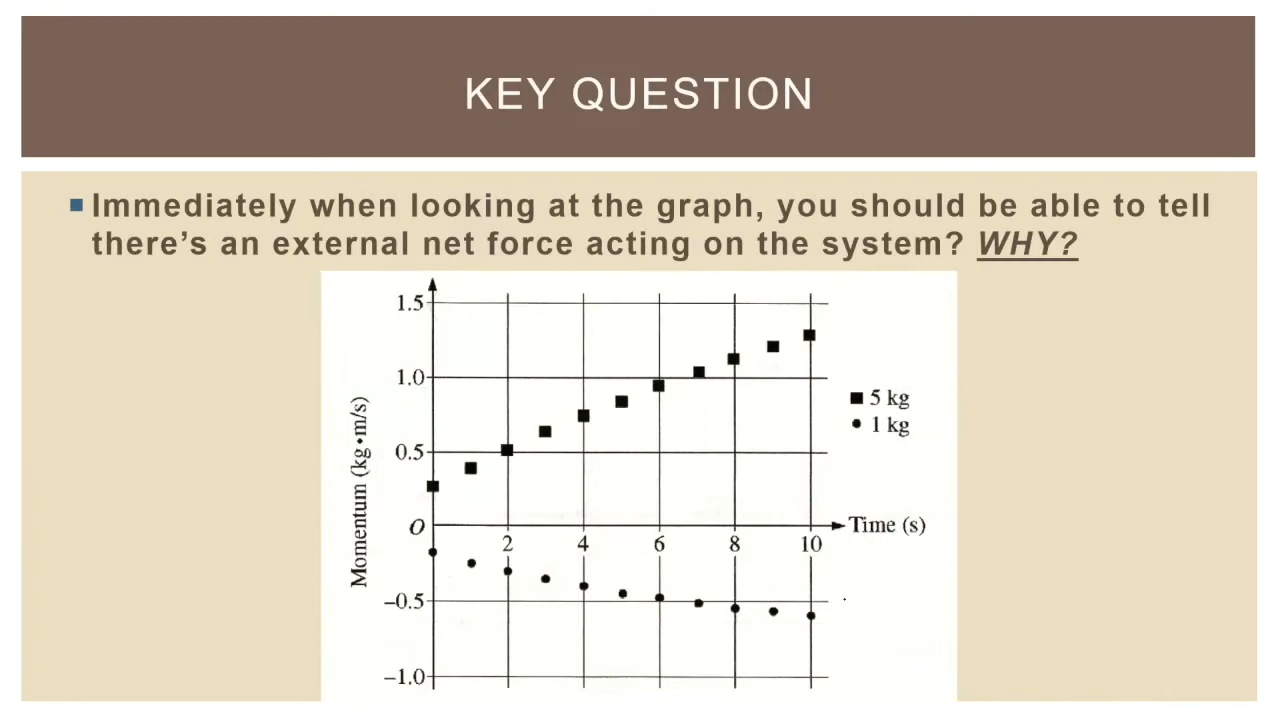 KEY QUESTION
Immediately when looking at the graph, you should be able to tell
there's an external net force acting on the system? WHY?
1.5
1.0
0.5
O
-0.5
-1.0
Momentum (kg•m/s)
2 4 6 8 10
Time (s)
5 kg
1 kg